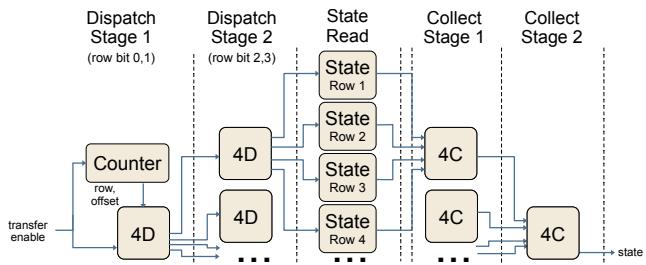 Dispatch
Stage 1
(row bit 0,1)
Dispatch
Stage 2
(row bit 2,3)
State
Read
Collect
Stage 1
Collect
Stage 2
State
Row 1
State
Row 2
State
Row 3
State
Row 4
Counter
row,
offset
transfer
enable
4D
4D
4D
4C
4C
4C
state
...
...
...